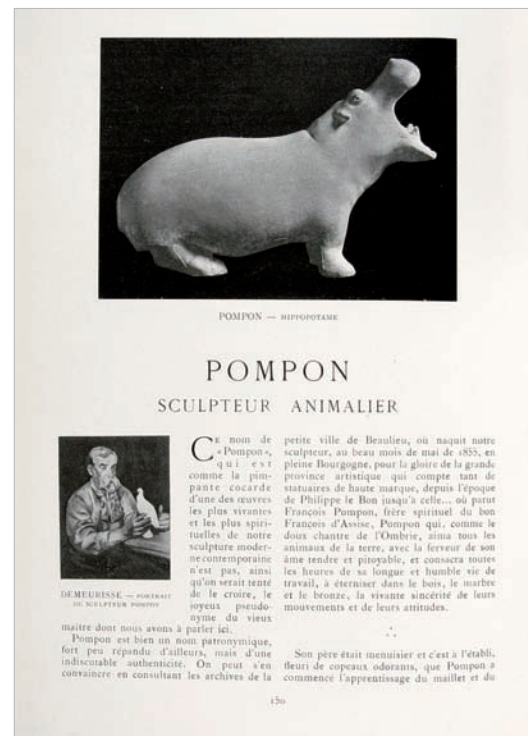 POMPON — HIPPOPOTAME
POMPON
SCULPTEUR ANIMALIER
DEMEURISSE — PORTRAIT
DE SCULPTEUR POMPON
CE nom de
«Pompon»,
qui est
comme la pim-
pante cocarde
d'une des œuvres
les plus vivantes
et les plus spiri-
tuelles de notre
sculpture moder-
ne contemporaine
n'est pas, ainsi
qu'on serait tenté
de le croire, le
joyeux pseudo-
nyme du vieux
maître dont nous avons à parler ici.
Pompon est bien un nom patronymique,
fort peu répandu d'ailleurs, mais d'une
indiscutable authenticité. On peut s'en
convaincre en consultant les archives de la
petite ville de Beaulieu, où naquit notre
sculpteur, au beau mois de mai de 1855, en
pleine Bourgogne, pour la gloire de la grande
province artistique qui compte tant de
statuaires de haute marque, depuis l'époque
de Philippe le Bon jusqu'à celle... où parut
François Pompon, frère spirituel du bon
François d'Assise, Pompon qui, comme le
doux chantre de l'Ombrie, aima tous les
animaux de la terre, avec la ferveur de son
âme tendre et pitoyable, et consacra toutes
les heures de sa longue et humble vie de
travail, à éterniser dans le bois, le marbre
et le bronze, la vivante sincérité de leurs
mouvements et de leurs attitudes.
Son père était menuisier et c'est à l'établi,
fleuri de copeaux odorants, que Pompon a
commencé l'apprentissage du maillet et du
150